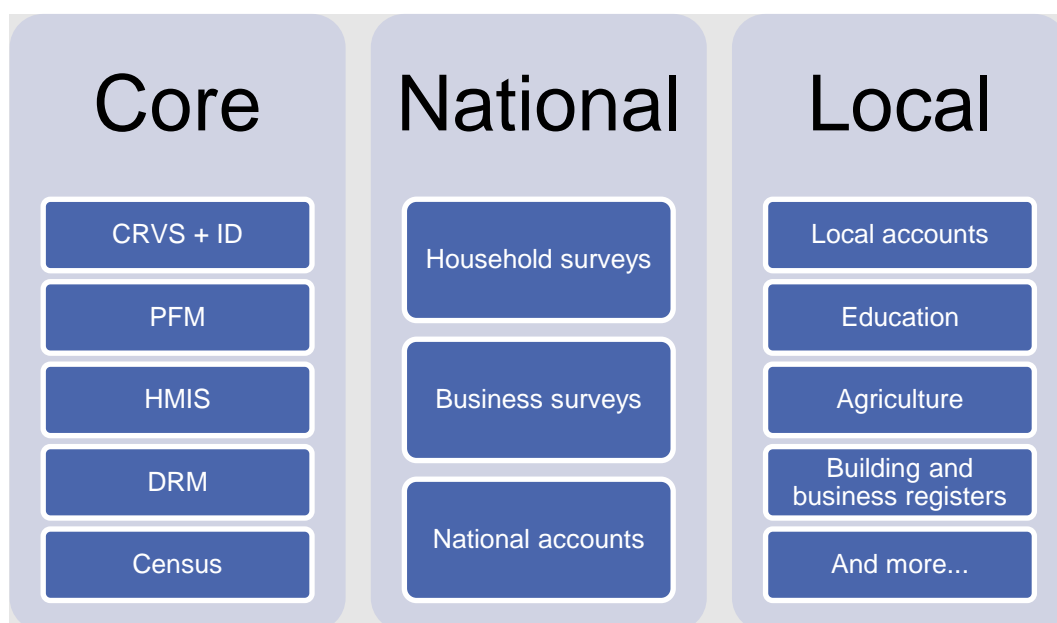 Core
CRVS + ID
PFM
HMIS
DRM
Census
National
Household surveys
Business surveys
National accounts
Local
Local accounts
Education
Agriculture
Building and
business registers
And more...